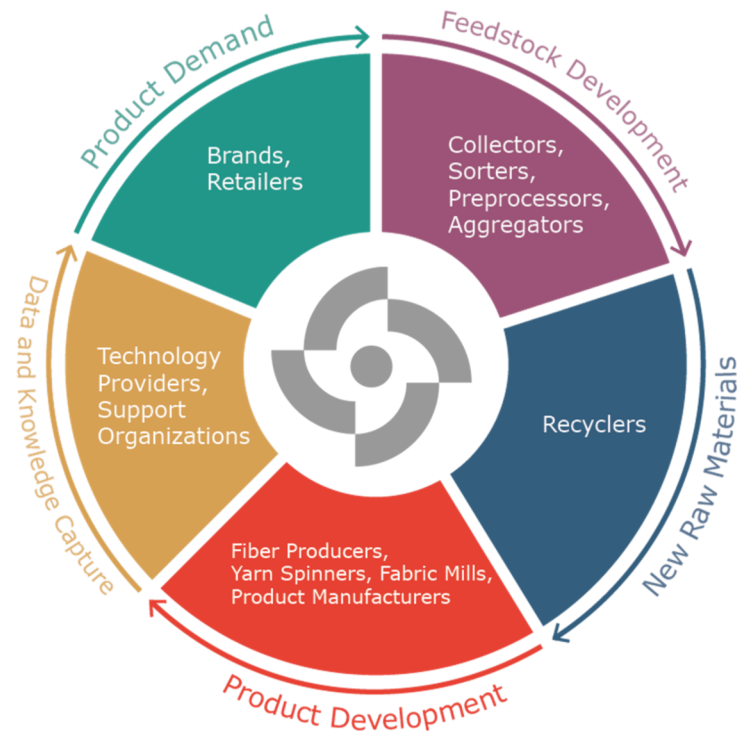 Product Demand
Feedstock Development
Brands,
Retailers
Collectors,
Sorters,
Preprocessors,
Aggregators
Data and Knowledge Capture
Technology
Providers,
Support
Organizations
Recyclers
New Raw Materials
Fiber Producers,
Yarn Spinners, Fabric Mills,
Product Manufacturers
Product Development